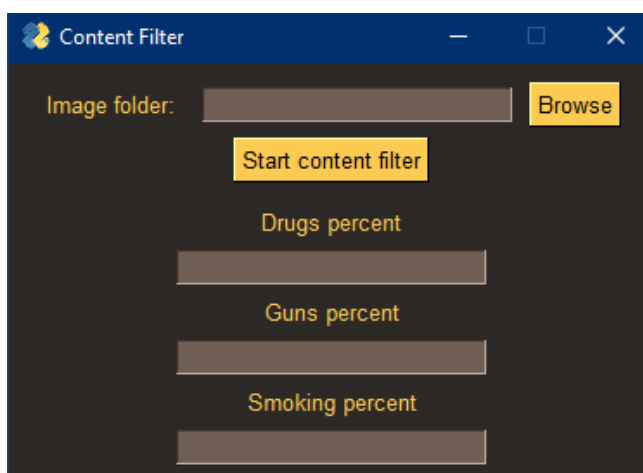 Content Filter
Image folder: Browse
Start content filter
Drugs percent
Guns percent
Smoking percent